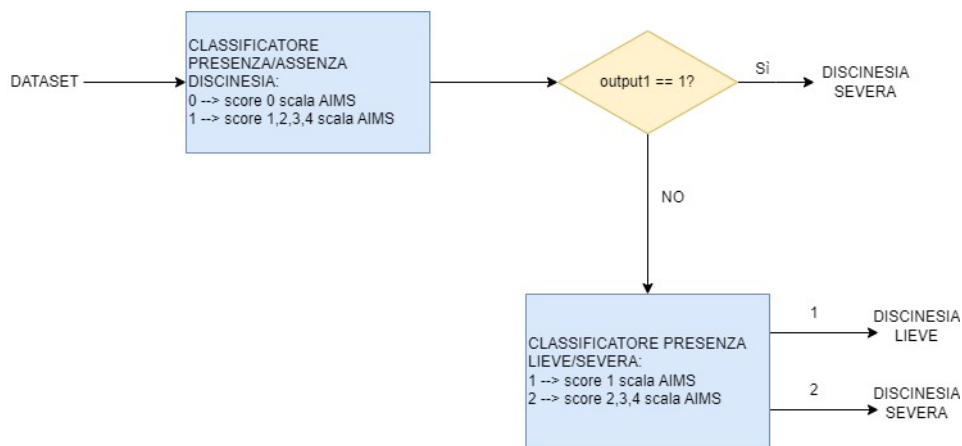 CLASSIFICATORE
PRESENZA/ASSENZA
DISCINESIA:
0 --> score 0 scala AIMS
1 --> score 1,2,3,4 scala AIMS
DATASET
output1 == 1?
Sì
DISCINESIA
SEVERA
NO
CLASSIFICATORE PRESENZA
LIEVE/SEVERA:
1 --> score 1 scala AIMS
2 --> score 2,3,4 scala AIMS
1
DISCINESIA
LIEVE
2
DISCINESIA
SEVERA